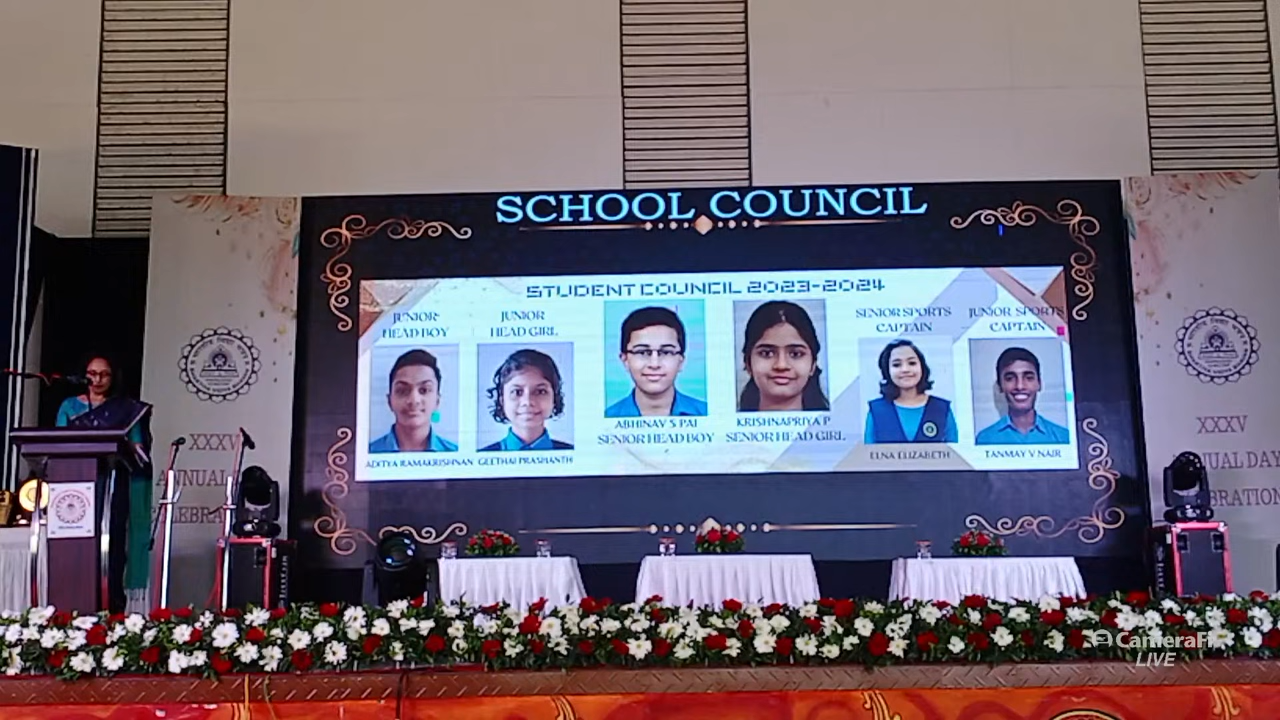 SCHOOL COUNCIL
STUDENT COUNCIL 2023-2024
JUNIOR
HEAD BOY
JUNIOR
HEAD GIRL
SENIOR SPORTS
CAPTAIN
JUNIOR SPORTS
CAPTAIN
ABHINAV S PAI
SENIOR HEAD BOY
KRISHNAPRIYA P
SENIOR HEAD GIRL
ADITYA RAMAKRISHNAN
GEETHAI PRASHANTH
ELNA ELIZABETH
TANMAY V NAIR
XXXV
ANNUAL
CELEBRA
XXXV
UAL DAY
BRATION
CameraFi
LIVE